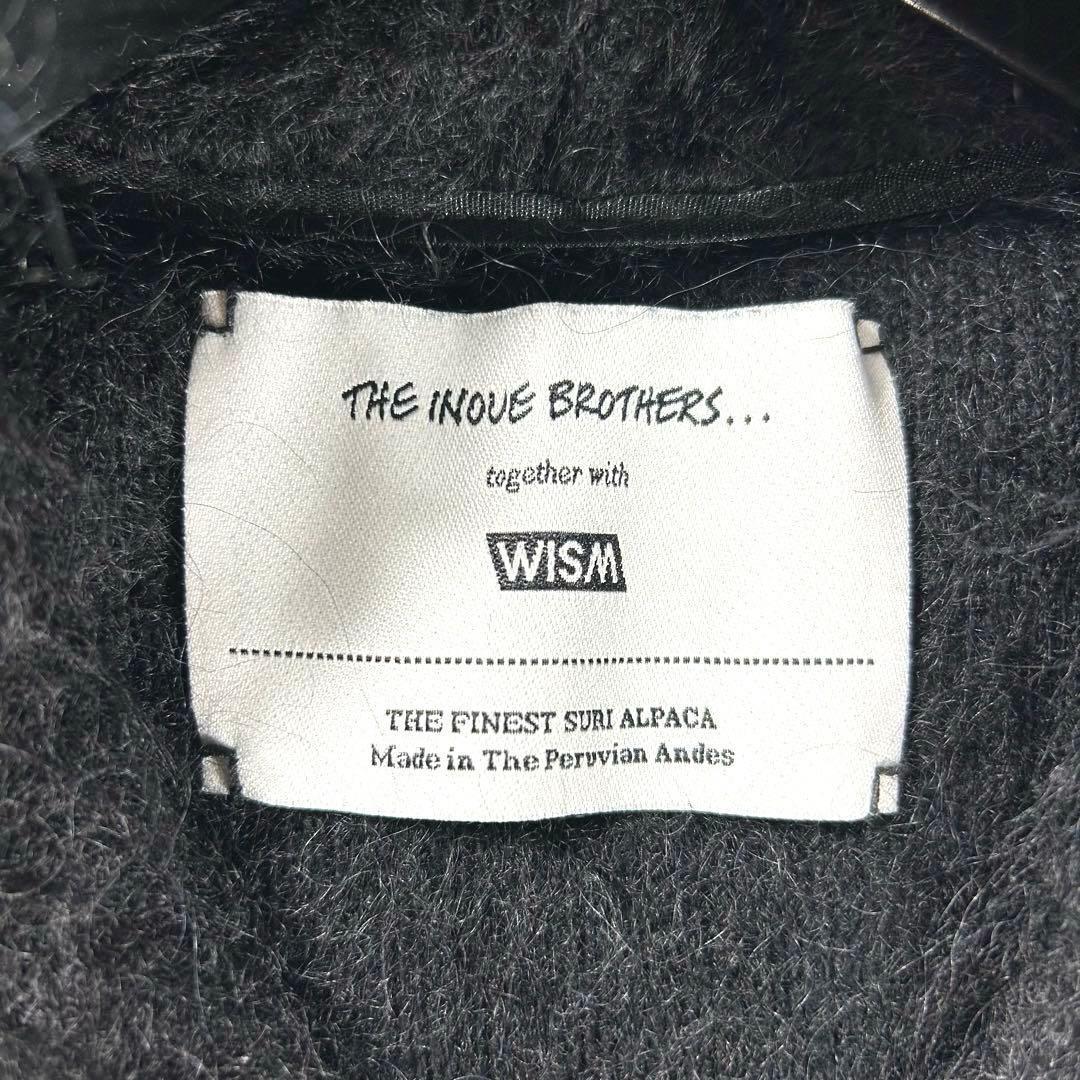 THE INOUE BROTHERS...
together with
WISM
THE FINEST SURI ALPACA
Made in The Peruvian Andes